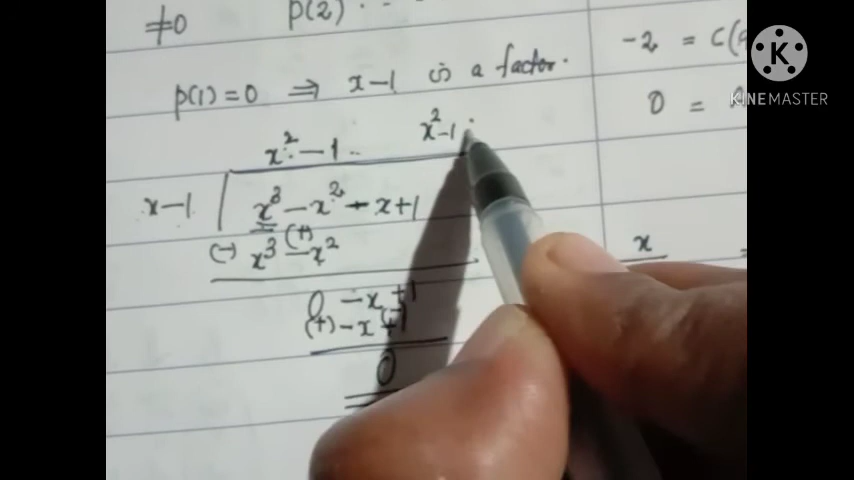 ≠0 p(2) . . .
p(1)=0 ⇒ x-1 is a factor.
x²-1.. x²-1
x-1 x³-x²-x+1
(-) x³ (+) -x²
0 -x +1
(+) -x (-) +1
0
-2 = C(
0 =
x
KINEMASTER